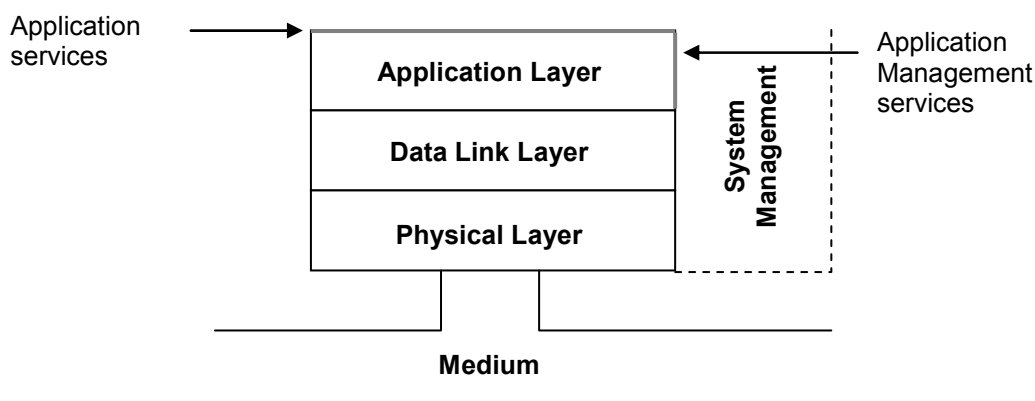 Application
services
Application Layer
Data Link Layer
Physical Layer
System
Management
Application
Management
services
Medium